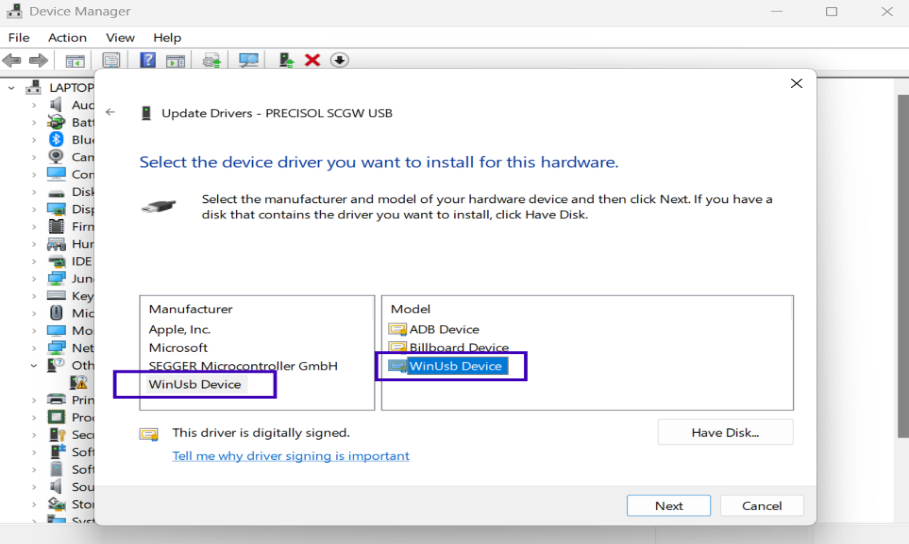 Device Manager
File Action View Help
LAPTOP
Aud
Batt
Blu
Cam
Com
Disk
Disp
Firm
Hum
IDE
Jun
Key
Mic
Mo
Net
Oth
Prin
Proc
Secu
Soft
Soft
Sou
Stor
Syst
Update Drivers - PRECISOL SCGW USB
Select the device driver you want to install for this hardware.
Select the manufacturer and model of your hardware device and then click Next. If you have a
disk that contains the driver you want to install, click Have Disk.
Manufacturer
Apple, Inc.
Microsoft
SEGGER Microcontroller GmbH
WinUsb Device
Model
ADB Device
Billboard Device
WinUsb Device
This driver is digitally signed.
Have Disk...
Tell me why driver signing is important
Next
Cancel